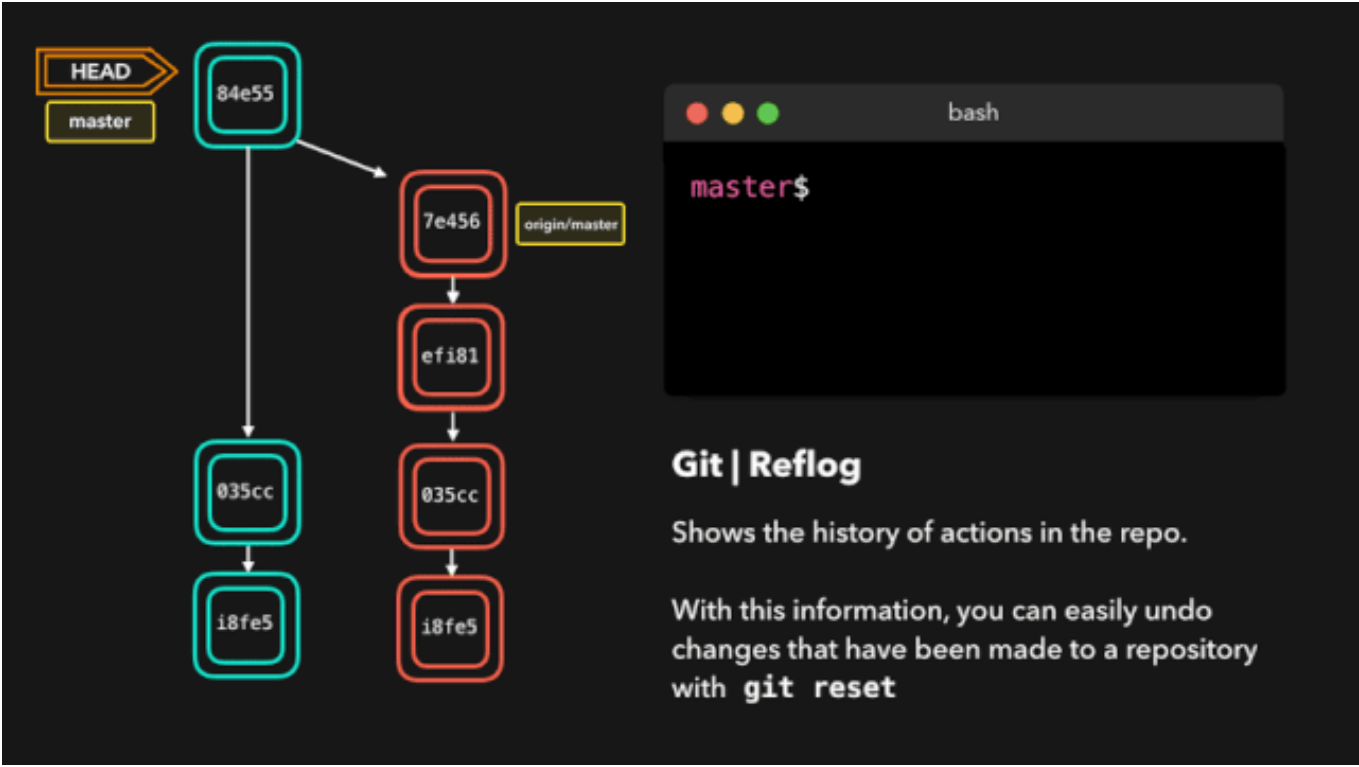 HEAD
master
84e55
7e456
origin/master
efi81
035cc
035cc
i8fe5
i8fe5
bash
master$
Git | Reflog
Shows the history of actions in the repo.
With this information, you can easily undo
changes that have been made to a repository
with git reset